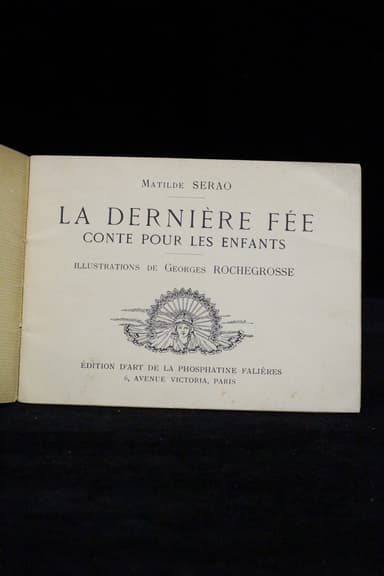 Matilde SERAO
LA DERNIÈRE FÉE
CONTE POUR LES ENFANTS
ILLUSTRATIONS DE Georges ROCHEGROSSE
ÉDITION D'ART DE LA PHOSPHATINE FALIÈRES
6, AVENUE VICTORIA, PARIS